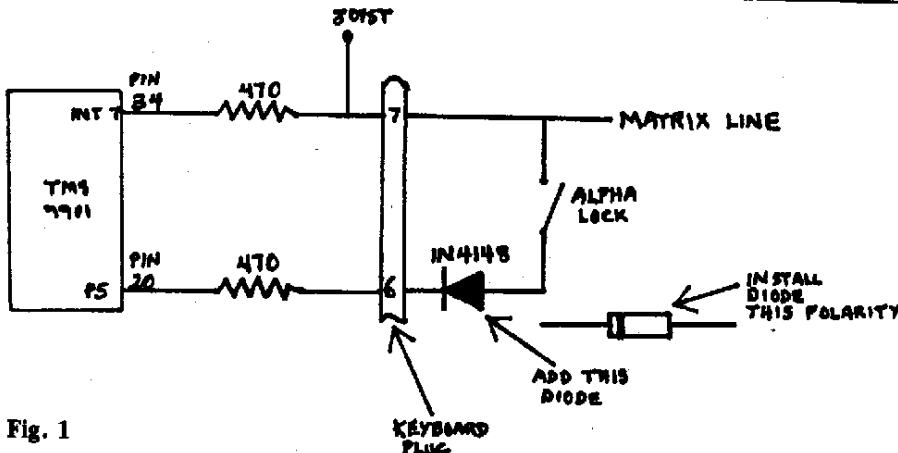 JOYST
PIN
34
470
INT 7
7
MATRIX LINE
TMS
9901
ALPHA
LOCK
PIN
20
470
1N4148
P5
6
INSTALL
DIODE
THIS POLARITY
ADD THIS
DIODE
KEYBOARD
PLUG
Fig. 1